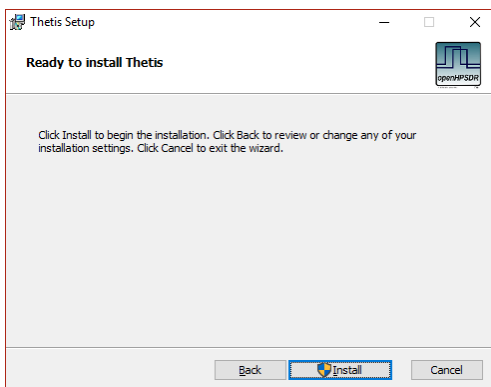 Thetis Setup
Ready to install Thetis
openHPSDR
Click Install to begin the installation. Click Back to review or change any of your
installation settings. Click Cancel to exit the wizard.
Back
Install
Cancel